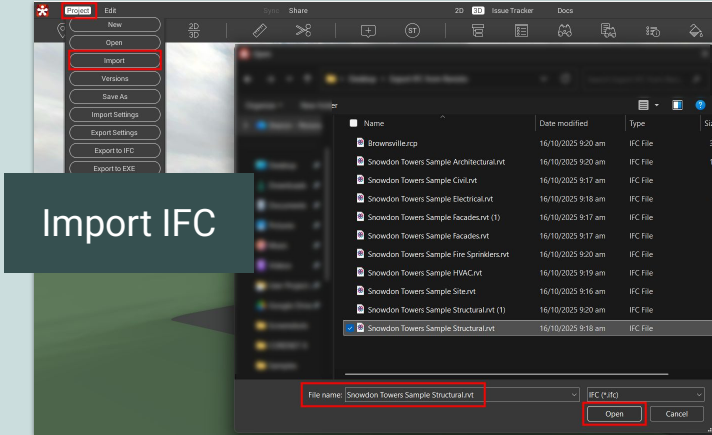 Project Edit Sync Share 2D 3D Issue Tracker Docs
New
Open
Import
Versions
Save As
Import Settings
Export Settings
Export to IFC
Export to EXE
2D
3D
ST
Import IFC
Open
Name Date modified Type
Brownsville.rcp 16/10/2025 9:20 am IFC File
Snowdon Towers Sample Architectural.rvt 16/10/2025 9:20 am IFC File
Snowdon Towers Sample Civil.rvt 16/10/2025 9:17 am IFC File
Snowdon Towers Sample Electrical.rvt 16/10/2025 9:18 am IFC File
Snowdon Towers Sample Facades.rvt (1) 16/10/2025 9:17 am IFC File
Snowdon Towers Sample Facades.rvt 16/10/2025 9:16 am IFC File
Snowdon Towers Sample Fire Sprinklers.rvt 16/10/2025 9:20 am IFC File
Snowdon Towers Sample HVAC.rvt 16/10/2025 9:19 am IFC File
Snowdon Towers Sample Site.rvt 16/10/2025 9:16 am IFC File
Snowdon Towers Sample Structural.rvt (1) 16/10/2025 9:20 am IFC File
Snowdon Towers Sample Structural.rvt 16/10/2025 9:18 am IFC File
File name: Snowdon Towers Sample Structural.rvt IFC (*.ifc)
Open Cancel